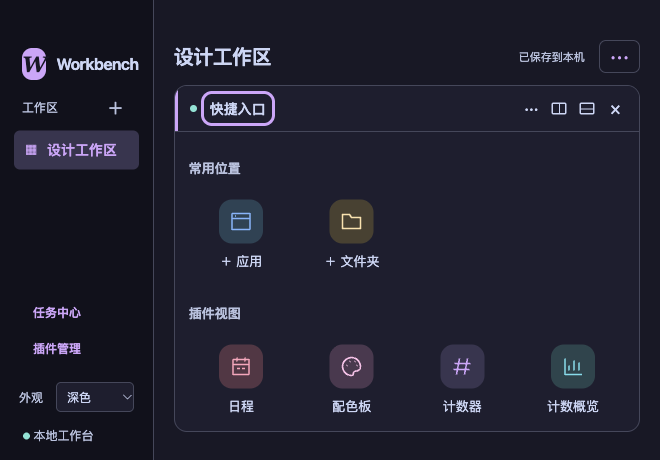 W Workbench
工作区 +
设计工作区
任务中心
插件管理
外观 深色
本地工作台
设计工作区
已保存到本机
快捷入口
常用位置
+ 应用
+ 文件夹
插件视图
日程
配色板
计数器
计数概览